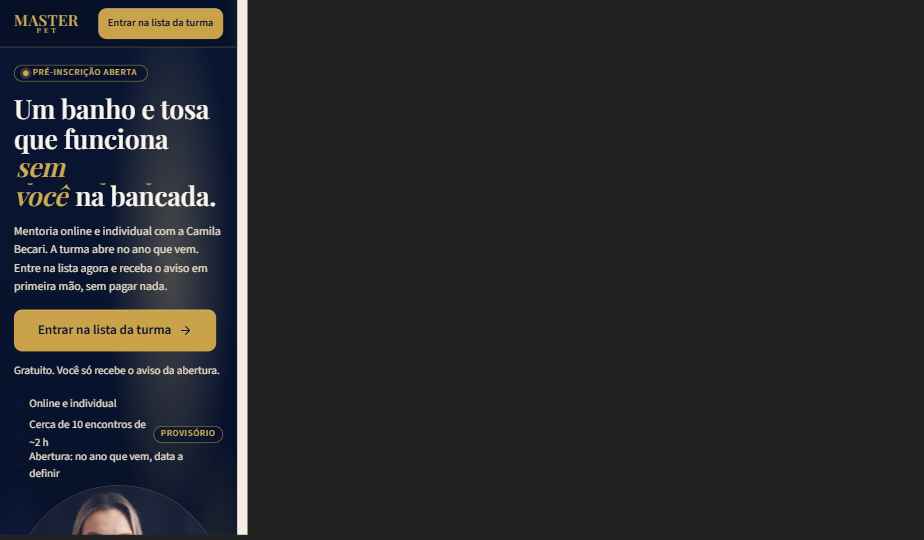 MASTER
PET
Entrar na lista da turma
PRÉ-INSCRIÇÃO ABERTA
Um banho e tosa
que funciona
sem
você na bancada.
Mentoria online e individual com a Camila
Becari. A turma abre no ano que vem.
Entre na lista agora e receba o aviso em
primeira mão, sem pagar nada.
Entrar na lista da turma →
Gratuito. Você só recebe o aviso da abertura.
Online e individual
Cerca de 10 encontros de
~2 h
PROVISÓRIO
Abertura: no ano que vem, data a
definir